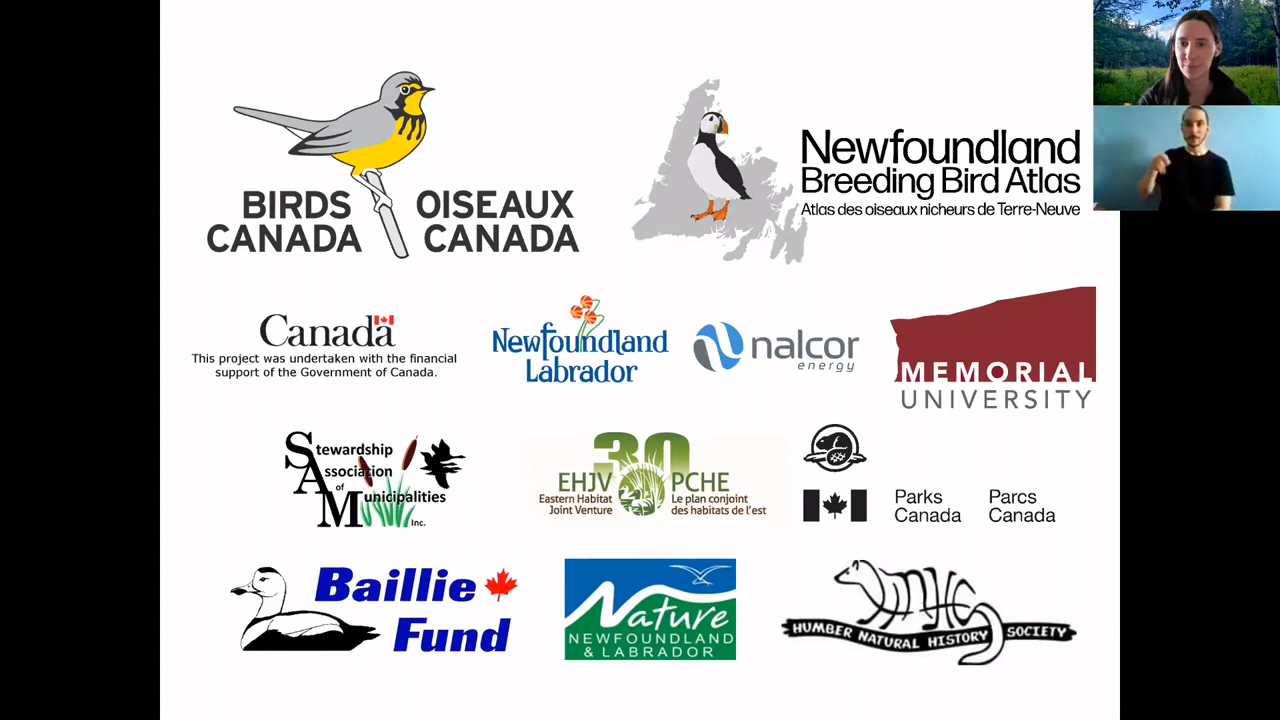 BIRDS CANADA
OISEAUX CANADA
Newfoundland
Breeding Bird Atlas
Atlas des oiseaux nicheurs de Terre-Neuve
Canada
This project was undertaken with the financial
support of the Government of Canada.
Newfoundland
Labrador
nalcor
energy
MEMORIAL
UNIVERSITY
Stewardship
Association
of
Municipalities
Inc.
30
EHJV
Eastern Habitat
Joint Venture
PCHE
Le plan conjoint
des habitats de l'est
Parks
Canada
Parcs
Canada
Baillie
Fund
Nature
NEWFOUNDLAND
& LABRADOR
HNHS
HUMBER NATURAL HISTORY SOCIETY